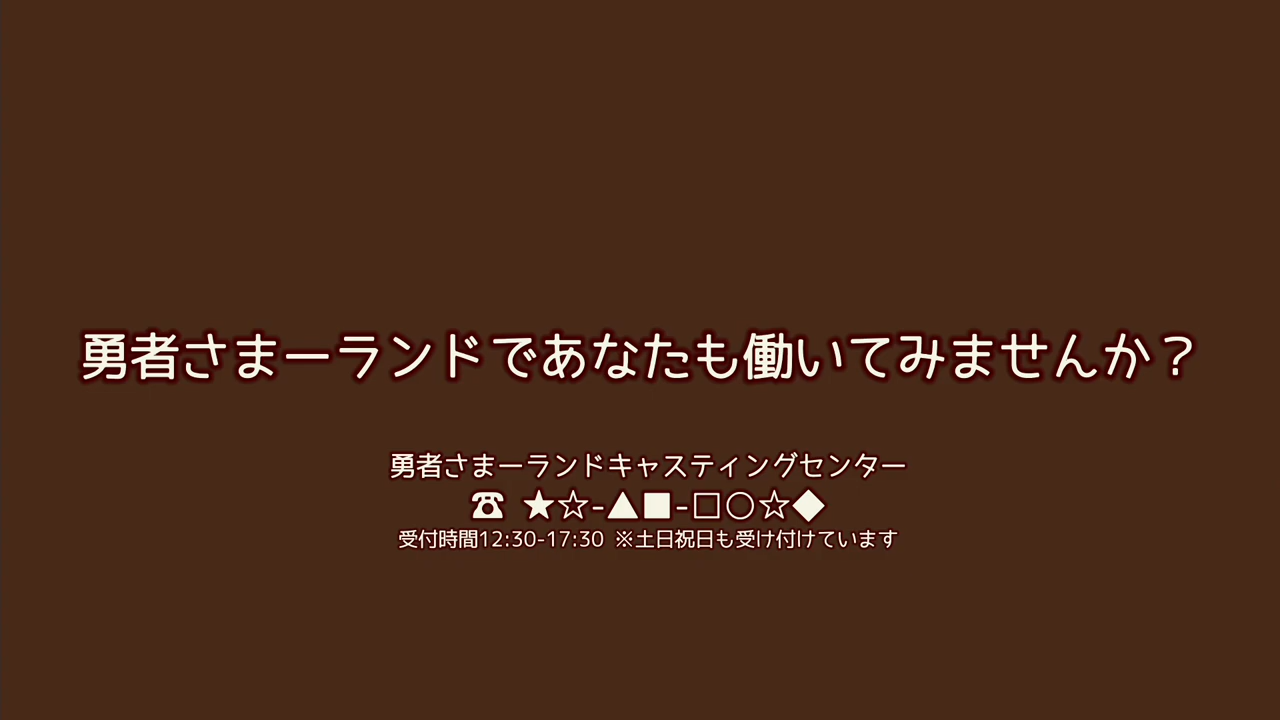 勇者さまーランドであなたも働いてみませんか？
勇者さまーランドキャスティングセンター
☎ ★☆-▲■-□○☆◆
受付時間12:30-17:30 ※土日祝日も受け付けています